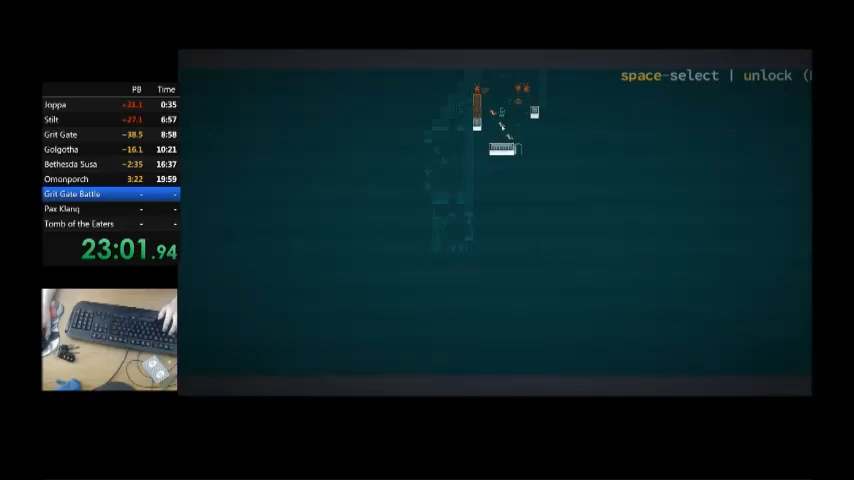 PB Time
Joppa +31.1 0:35
Stilt +27.1 6:57
Grit Gate −38.5 8:58
Golgotha −16.1 10:21
Bethesda Susa −2:35 16:37
Omonporch 3:22 19:59
Grit Gate Battle - -
Pax Klanq - -
Tomb of the Eaters - -
23:01.94
space-select | unlock (